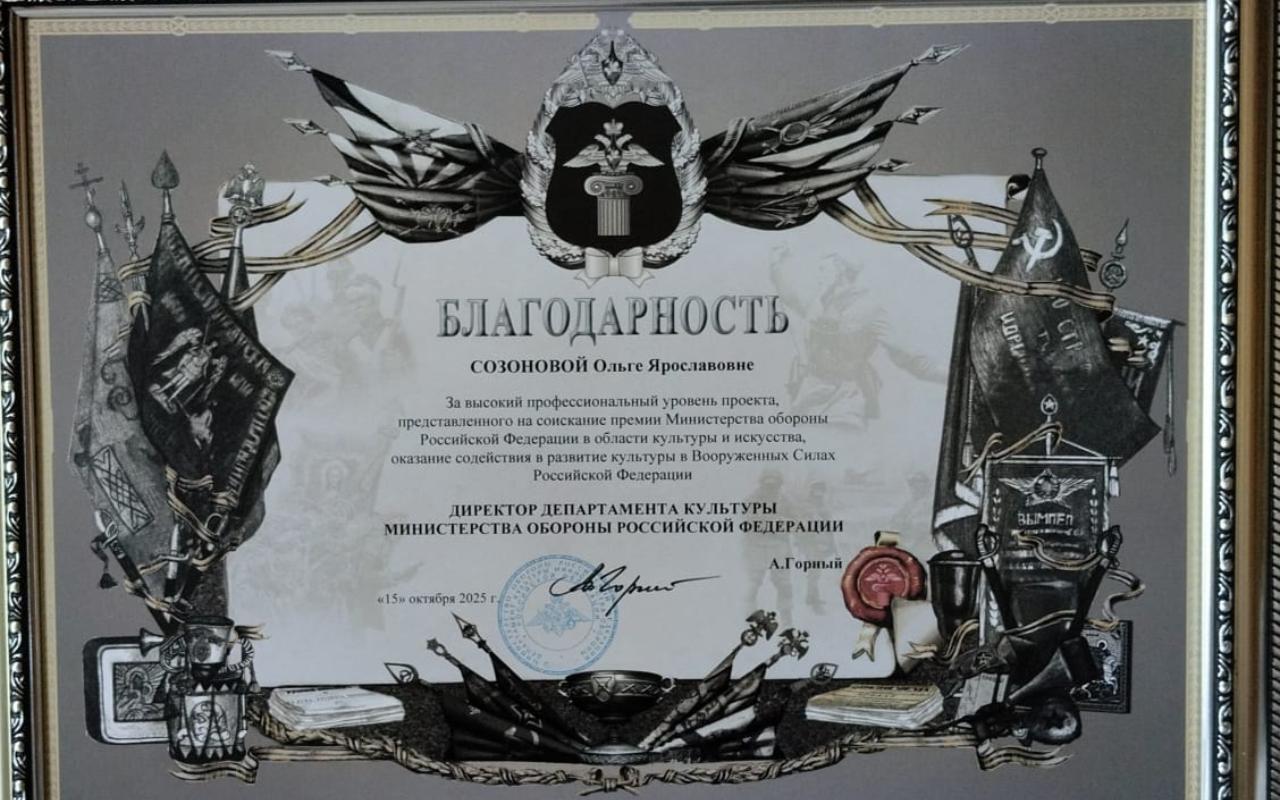 БЛАГОДАРНОСТЬ
СОЗОНОВОЙ Ольге Ярославовне
За высокий профессиональный уровень проекта,
представленного на соискание премии Министерства обороны
Российской Федерации в области культуры и искусства,
оказание содействия в развитие культуры в Вооруженных Силах
Российской Федерации
ДИРЕКТОР ДЕПАРТАМЕНТА КУЛЬТУРЫ
МИНИСТЕРСТВА ОБОРОНЫ РОССИЙСКОЙ ФЕДЕРАЦИИ
А.Горный
«15» октября 2025 г.
ВЫМПЕЛ